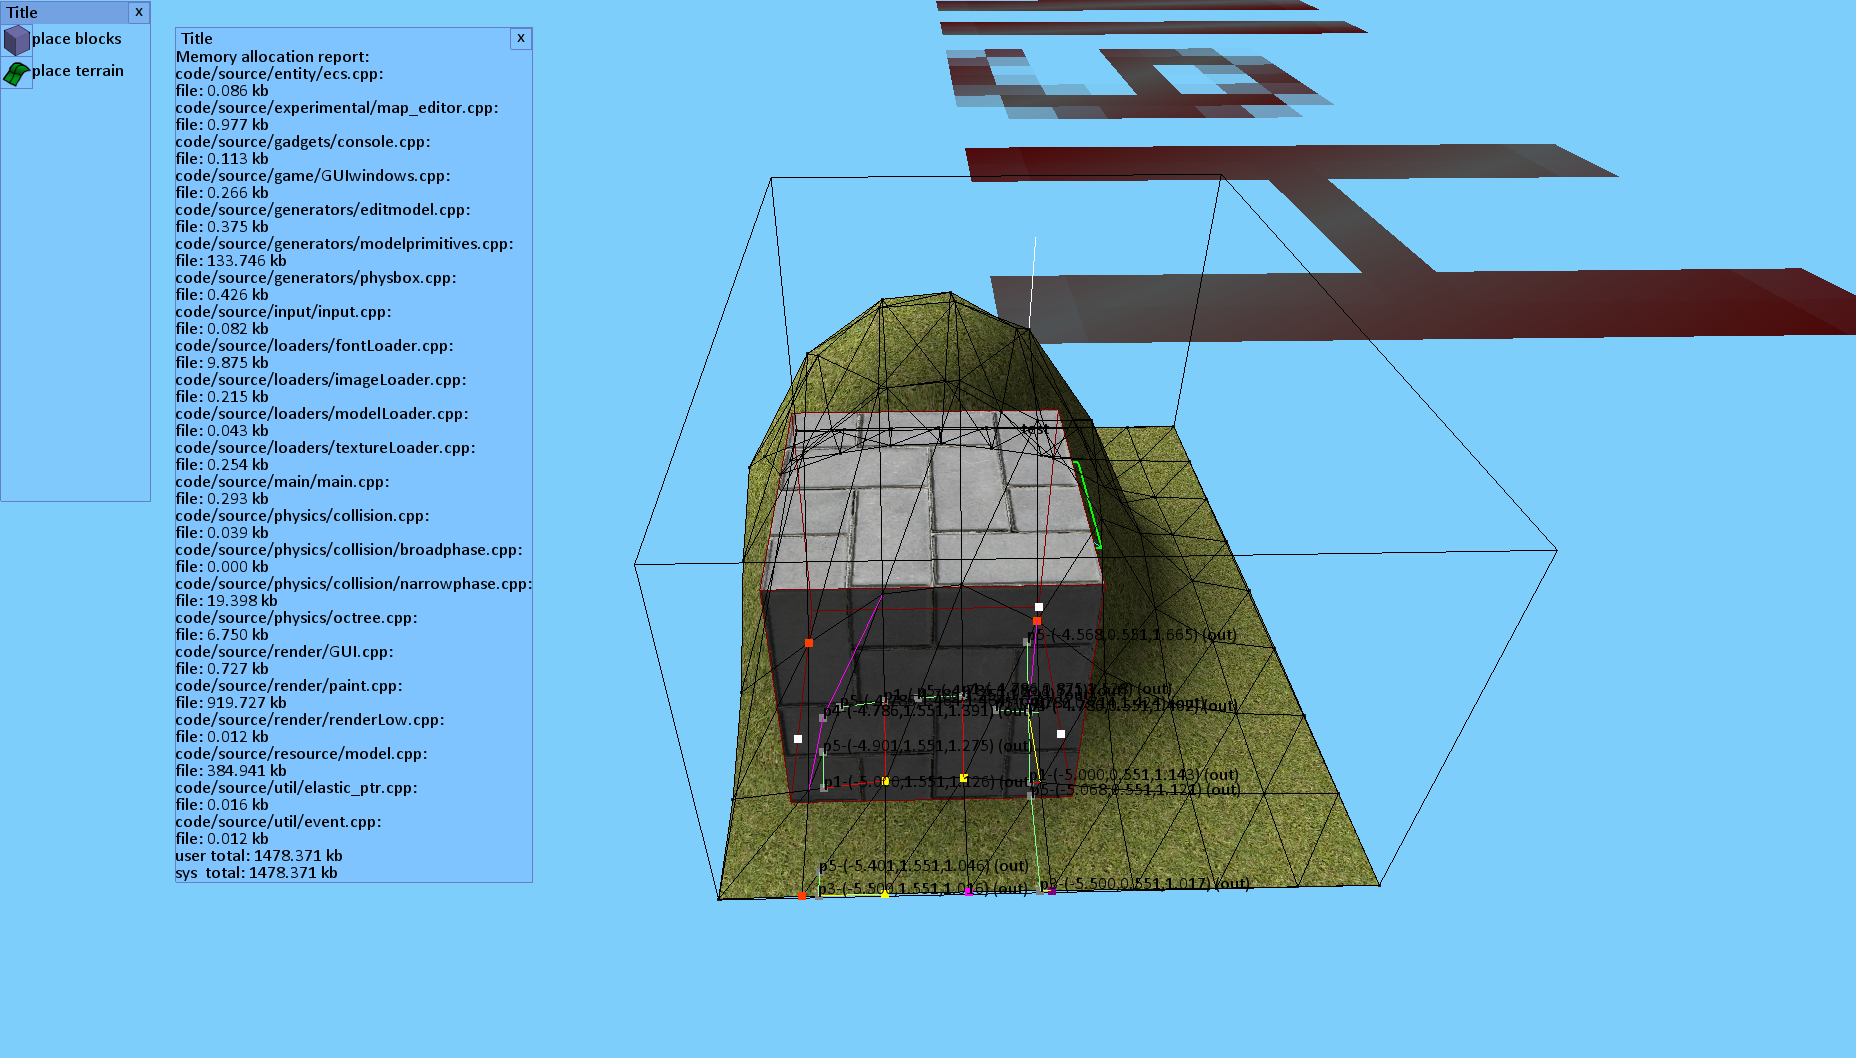 Title
x
place blocks
place terrain
Title
x
Memory allocation report:
code/source/entity/ecs.cpp:
file: 0.086 kb
code/source/experimental/map_editor.cpp:
file: 0.977 kb
code/source/gadgets/console.cpp:
file: 0.113 kb
code/source/game/GUIwindows.cpp:
file: 0.266 kb
code/source/generators/editmodel.cpp:
file: 0.375 kb
code/source/generators/modelprimitives.cpp:
file: 133.746 kb
code/source/generators/physbox.cpp:
file: 0.426 kb
code/source/input/input.cpp:
file: 0.082 kb
code/source/loaders/fontLoader.cpp:
file: 9.875 kb
code/source/loaders/imageLoader.cpp:
file: 0.215 kb
code/source/loaders/modelLoader.cpp:
file: 0.043 kb
code/source/loaders/textureLoader.cpp:
file: 0.254 kb
code/source/main/main.cpp:
file: 0.293 kb
code/source/physics/collision.cpp:
file: 0.039 kb
code/source/physics/collision/broadphase.cpp:
file: 0.000 kb
code/source/physics/collision/narrowphase.cpp:
file: 19.398 kb
code/source/physics/octree.cpp:
file: 6.750 kb
code/source/render/GUI.cpp:
file: 0.727 kb
code/source/render/paint.cpp:
file: 919.727 kb
code/source/render/renderLow.cpp:
file: 0.012 kb
code/source/resource/model.cpp:
file: 384.941 kb
code/source/util/elastic_ptr.cpp:
file: 0.016 kb
code/source/util/event.cpp:
file: 0.012 kb
user total: 1478.371 kb
sys total: 1478.371 kb
test
p5-(-4.568,0.551,1.665) (out)
p4-(-4.786,1.551,1.391) (out)
p5-(-4.901,1.551,1.275) (out)
p1-(-5.000,1.551,1.126) (out)
p1-(-5.000,0.551,1.143) (out)
p5-(-5.068,0.551,1.121) (out)
p5-(-5.401,1.551,1.046) (out)
p3-(-5.500,1.551,1.016) (out)
p3-(-5.500,0.551,1.017) (out)